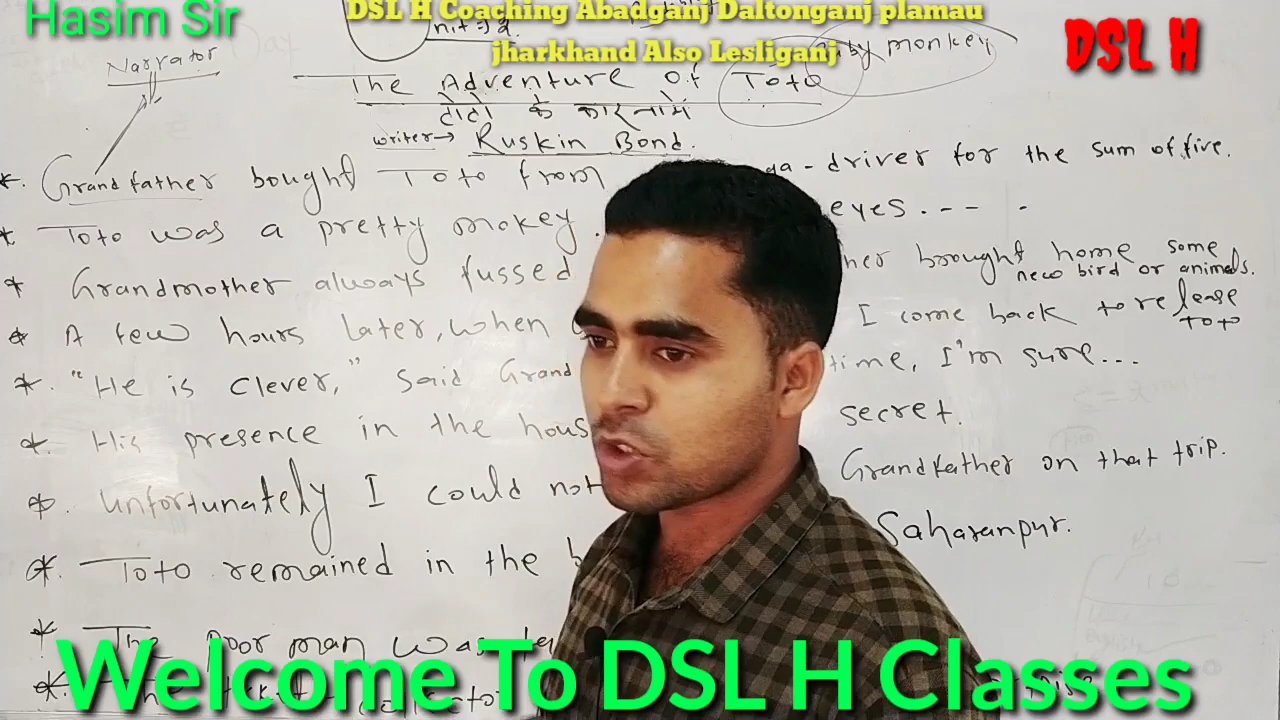 Hasim Sir
DSL H Coaching Abadganj Daltonganj plamau
jharkhand Also Lesliganj
DSL H
Narrator
monkey
The Adventure of Toto
टोटो के कारनामें
writer→ Ruskin Bond.
*. Grandfather bought Toto from ga-driver for the sum of five.
* Toto was a pretty mokey. eyes.--- -
* Grandmother always fussed her brought home some
new bird or animals.
* A few hours later, when I come back to release
Toto
*. "He is clever," said Grand time, I'm sure...
*. His presence in the hous secret.
*. Unfortunately I could not Grandfather on that trip.
*. Toto remained in the b Saharanpur.
* The poor man was
Welcome To DSL H Classes